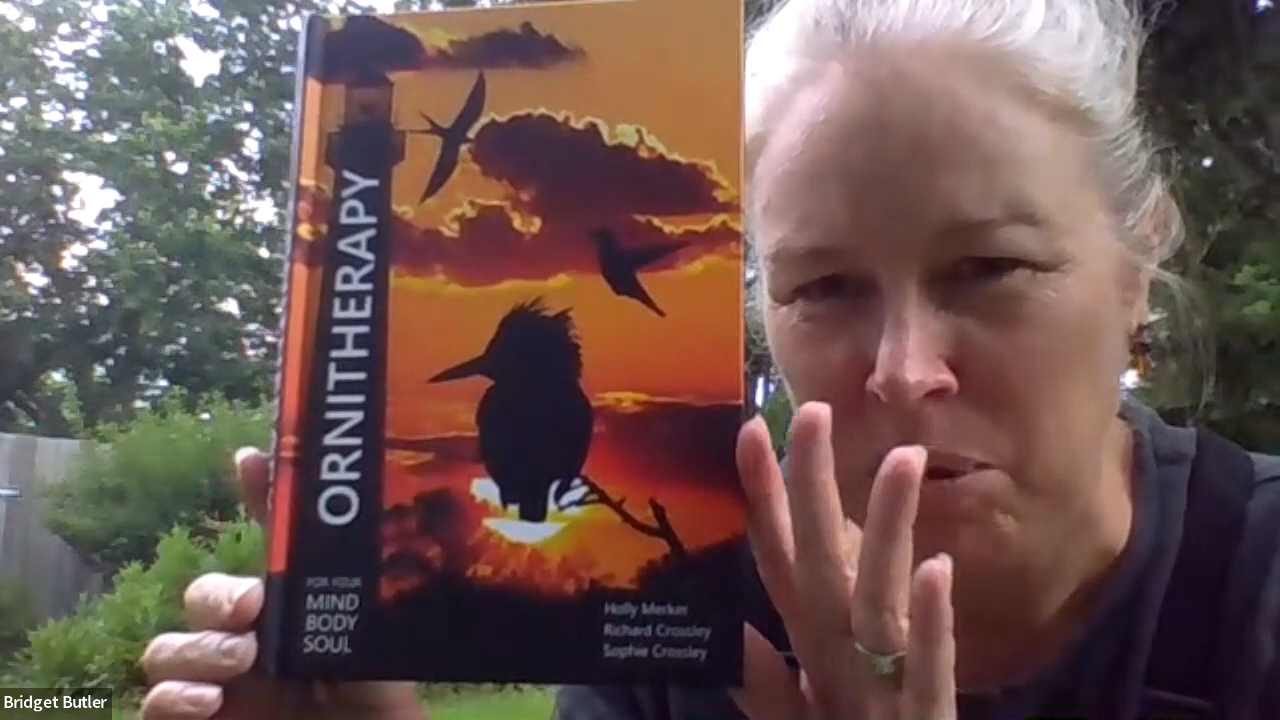 ORNITHERAPY
FOR YOUR
MIND
BODY
SOUL
Holly Merker
Richard Crossley
Sophie Crossley
Bridget Butler